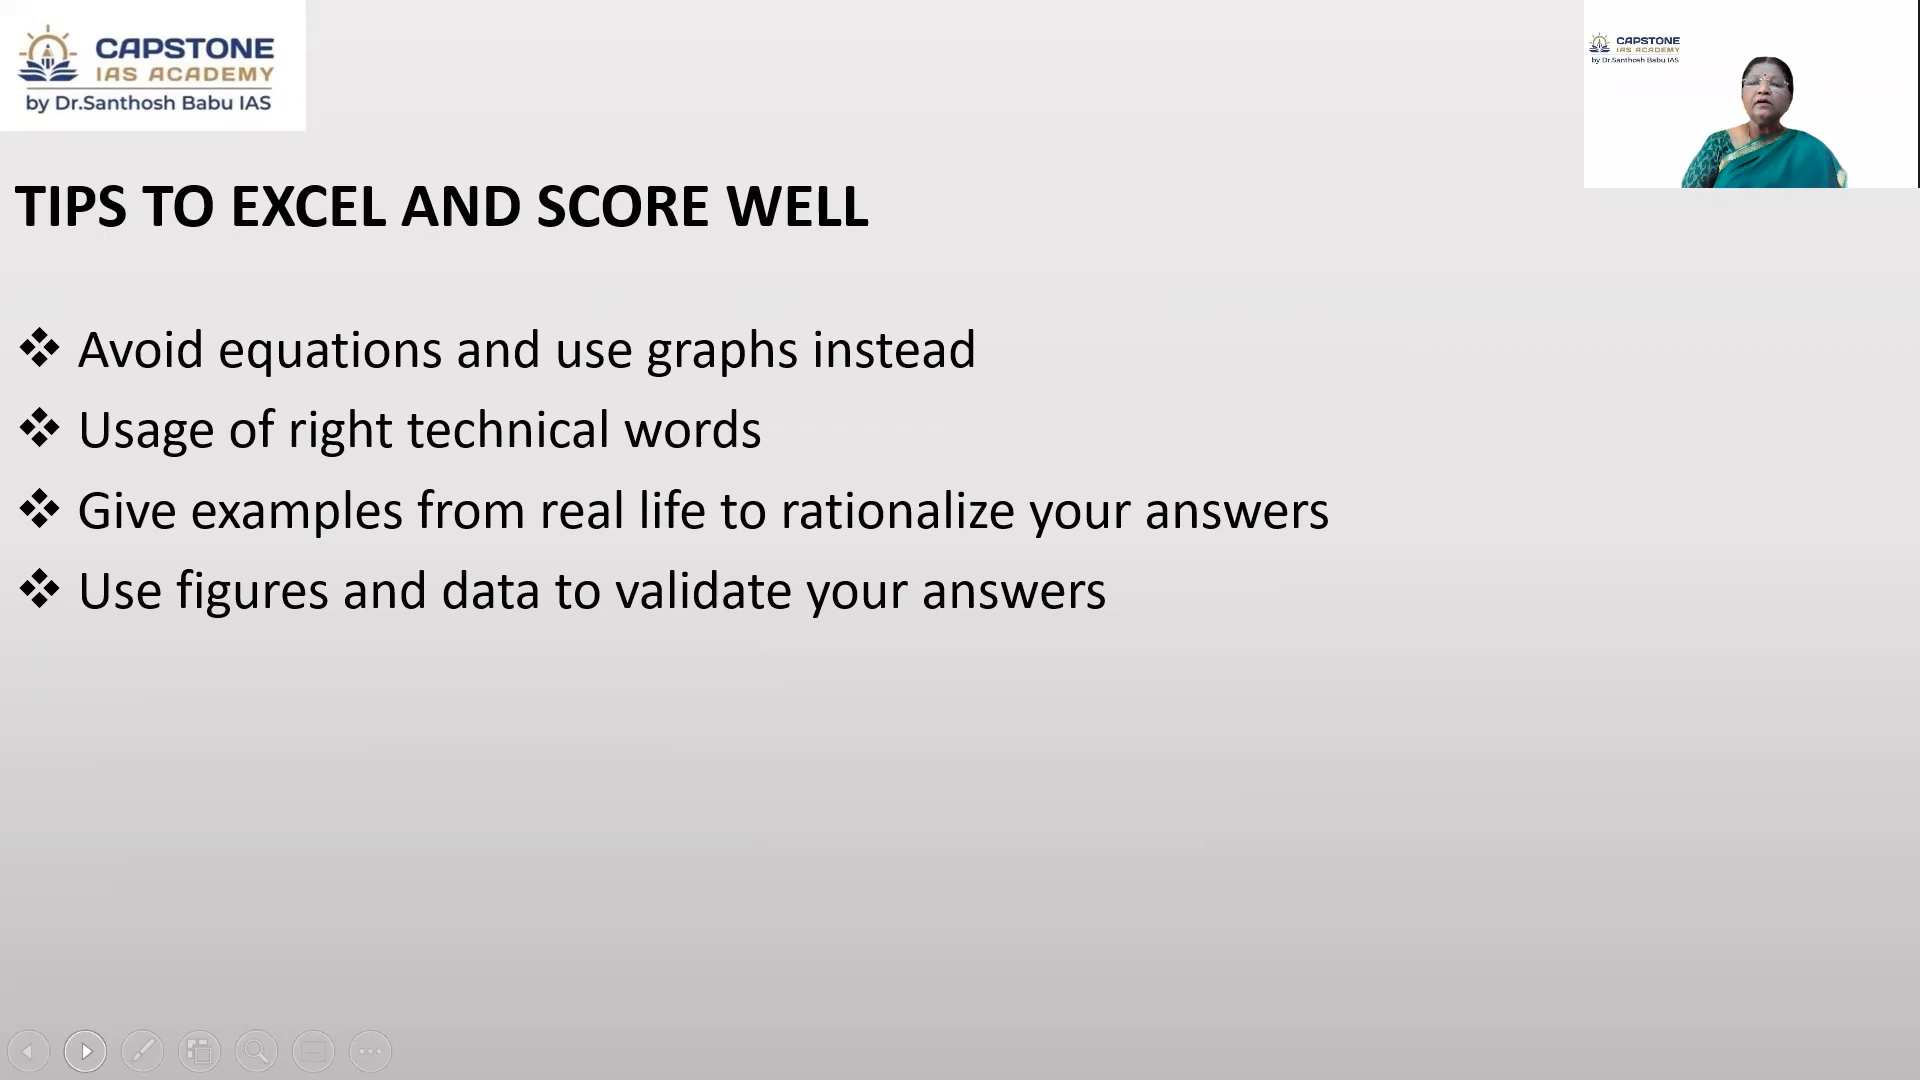 CAPSTONE
IAS ACADEMY
by Dr.Santhosh Babu IAS
CAPSTONE
IAS ACADEMY
by Dr.Santhosh Babu IAS
TIPS TO EXCEL AND SCORE WELL
❖ Avoid equations and use graphs instead
❖ Usage of right technical words
❖ Give examples from real life to rationalize your answers
❖ Use figures and data to validate your answers